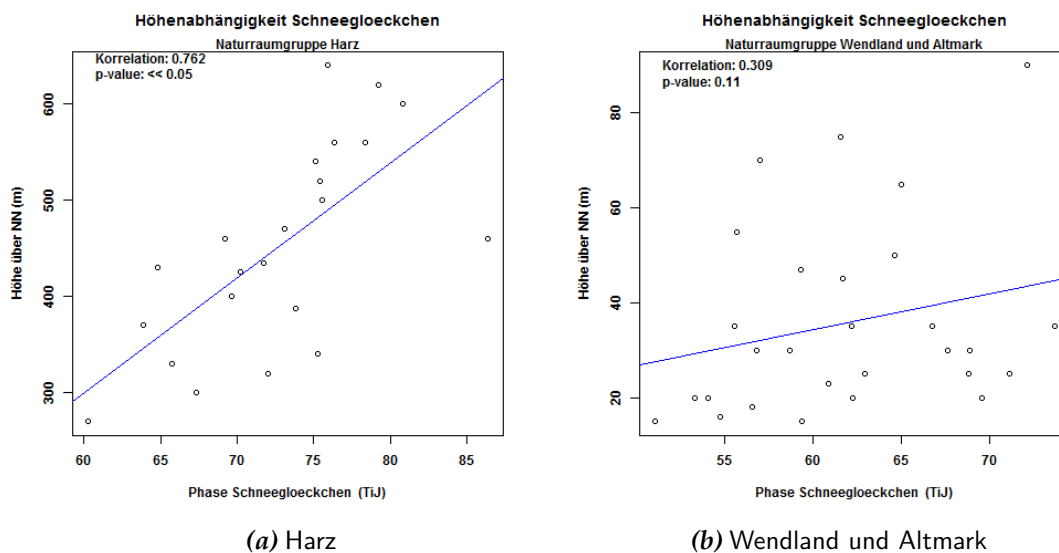 Höhenabhängigkeit Schneegloeckchen
Naturraumgruppe Harz
Korrelation: 0.762
p-value: << 0.05
Höhe über NN (m)
600
500
400
300
60 65 70 75 80 85
Phase Schneegloeckchen (TiJ)
(a) Harz
Höhenabhängigkeit Schneegloeckchen
Naturraumgruppe Wendland und Altmark
Korrelation: 0.309
p-value: 0.11
Höhe über NN (m)
80
60
40
20
55 60 65 70
Phase Schneegloeckchen (TiJ)
(b) Wendland und Altmark